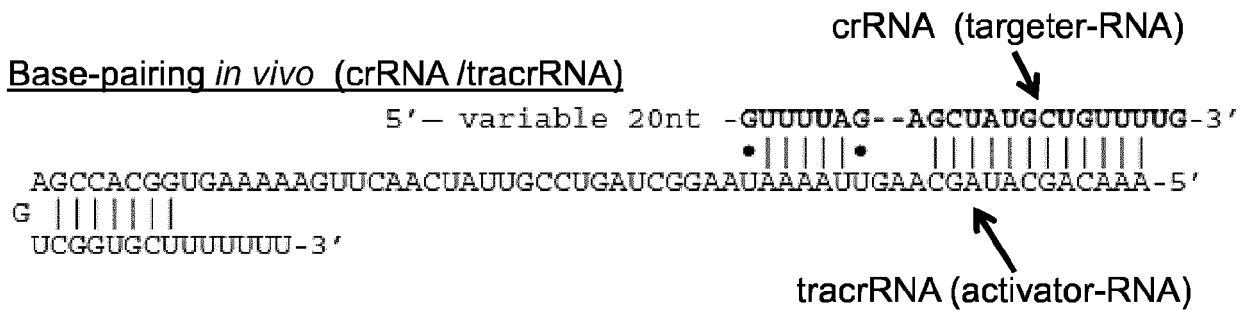 crRNA (targeter-RNA)
Base-pairing in vivo (crRNA /tracrRNA)
5′— variable 20nt -GUUUUAG--AGCUAUGCUGUUUUG-3′
AGCCACGGUGAAAAAGUUCAACUAUUGCCUGAUCGGAAUAAAAUUGAACGAUACGACAAA-5′
G
UCGGUGCUUUUUUU-3′
tracrRNA (activator-RNA)